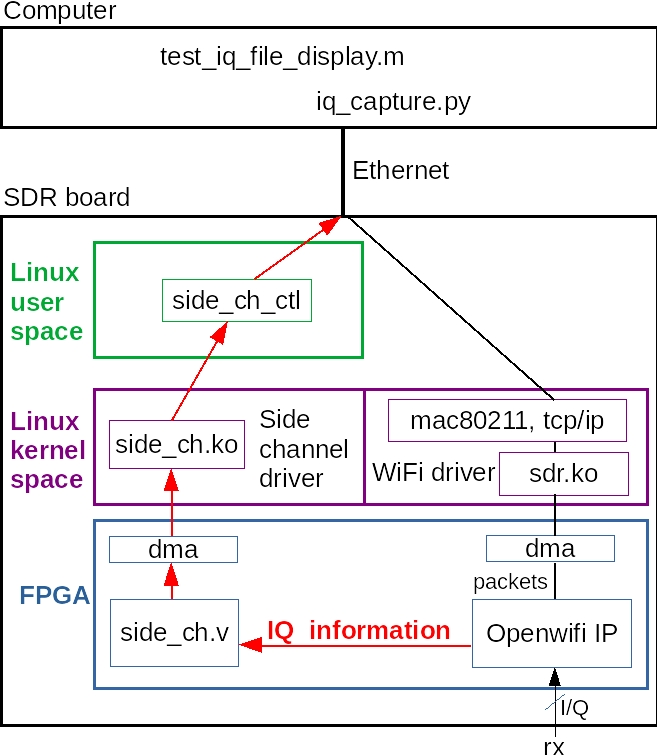 Computer
test_iq_file_display.m
iq_capture.py
Ethernet
SDR board
Linux
user
space
side_ch_ctl
Linux
kernel
space
side_ch.ko
Side
channel
driver
mac80211, tcp/ip
WiFi driver
sdr.ko
FPGA
dma
dma
packets
side_ch.v
IQ information
Openwifi IP
I/Q
rx